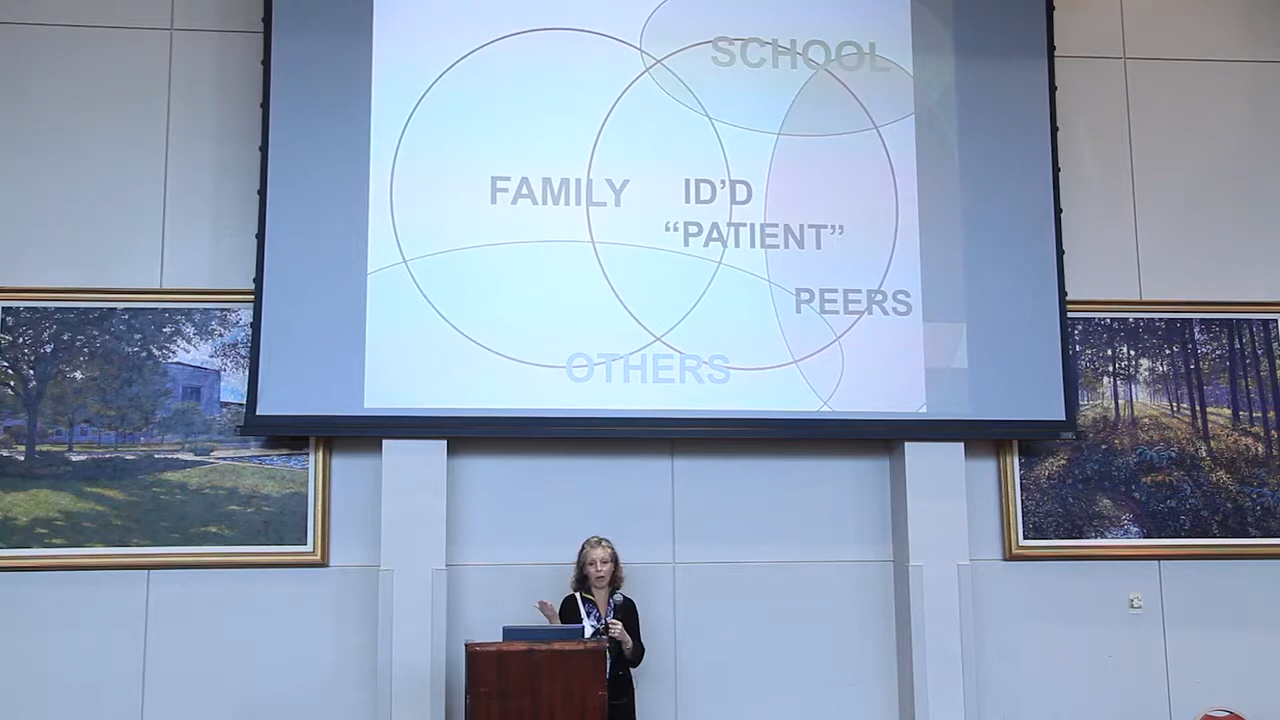 SCHOOL
FAMILY
ID’D
“PATIENT”
PEERS
OTHERS